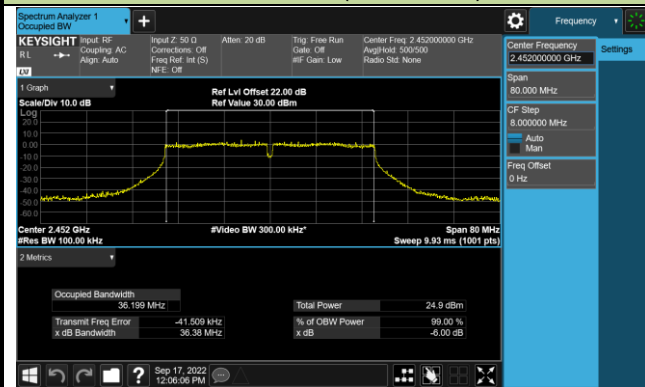 Spectrum Analyzer 1
Occupied BW
Frequency
KEYSIGHT
Input: RF
Coupling: AC
Align: Auto
Input Z: 50 Ω
Corrections: Off
Freq Ref: Int (S)
NFE: Off
Atten: 20 dB
Trig: Free Run
Gate: Off
#IF Gain: Low
Center Freq: 2.452000000 GHz
Avg|Hold: 500/500
Radio Std: None
RL
LXI
Center Frequency
2.452000000 GHz
Settings
Span
80.000 MHz
CF Step
8.000000 MHz
Auto
Man
Freq Offset
0 Hz
1 Graph
Scale/Div 10.0 dB
Ref Lvl Offset 22.00 dB
Ref Value 30.00 dBm
Log
20.0
10.0
0.00
-10.0
-20.0
-30.0
-40.0
-50.0
-60.0
Center 2.452 GHz
#Video BW 300.00 kHz*
Span 80 MHz
#Res BW 100.00 kHz
Sweep 9.93 ms (1001 pts)
2 Metrics
Occupied Bandwidth
36.199 MHz
Total Power 24.9 dBm
Transmit Freq Error -41.509 kHz
% of OBW Power 99.00 %
x dB Bandwidth 36.38 MHz
x dB -6.00 dB
Sep 17, 2022
12:06:06 PM